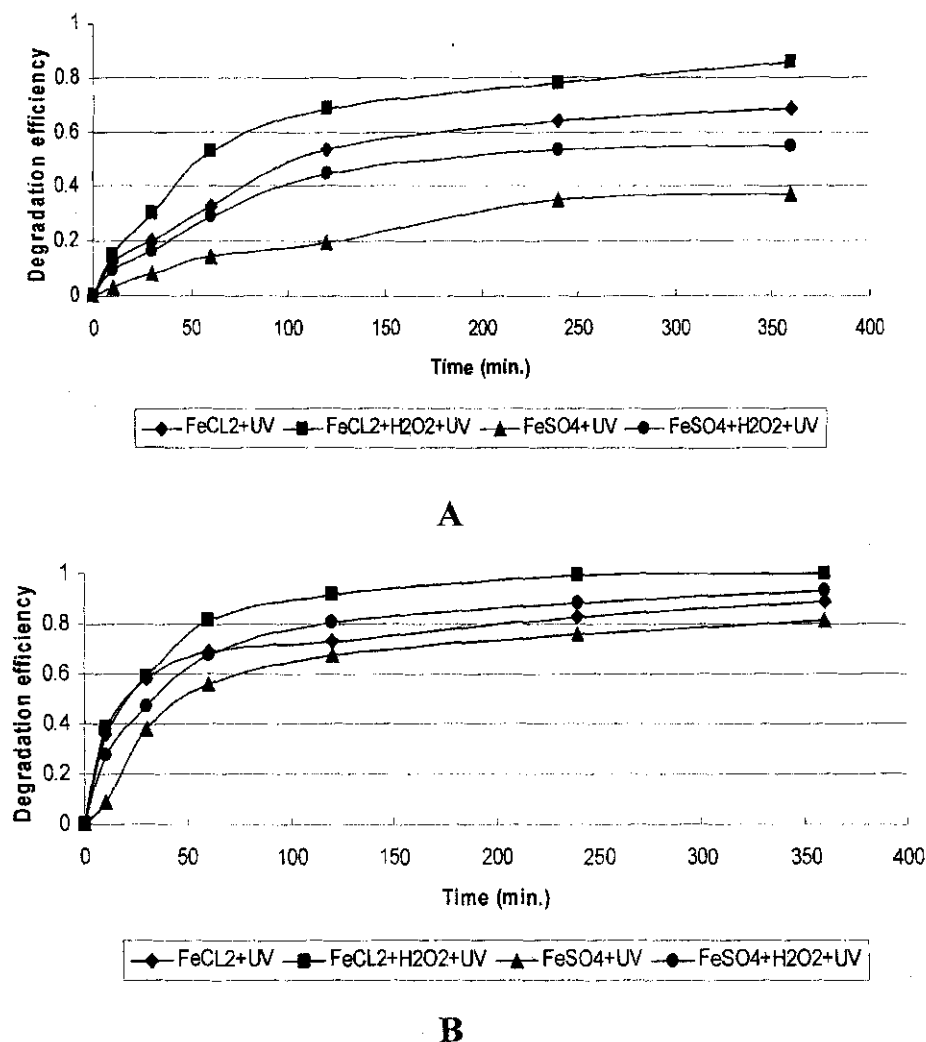 1
0.8
0.6
0.4
0.2
0
Degradation efficiency
0 50 100 150 200 250 300 350 400
Time (min.)
FeCL2+UV FeCL2+H2O2+UV FeSO4+UV FeSO4+H2O2+UV
A
1
0.8
0.6
0.4
0.2
0
Degradation efficiency
0 50 100 150 200 250 300 350 400
Time (min.)
FeCL2+UV FeCL2+H2O2+UV FeSO4+UV FeSO4+H2O2+UV
B